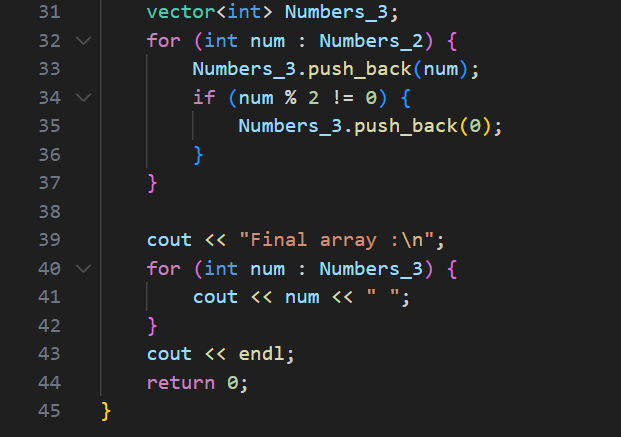 31 vector<int> Numbers_3;
32 for (int num : Numbers_2) {
33 Numbers_3.push_back(num);
34 if (num % 2 != 0) {
35 Numbers_3.push_back(0);
36 }
37 }
38
39 cout << "Final array :\n";
40 for (int num : Numbers_3) {
41 cout << num << " ";
42 }
43 cout << endl;
44 return 0;
45 }